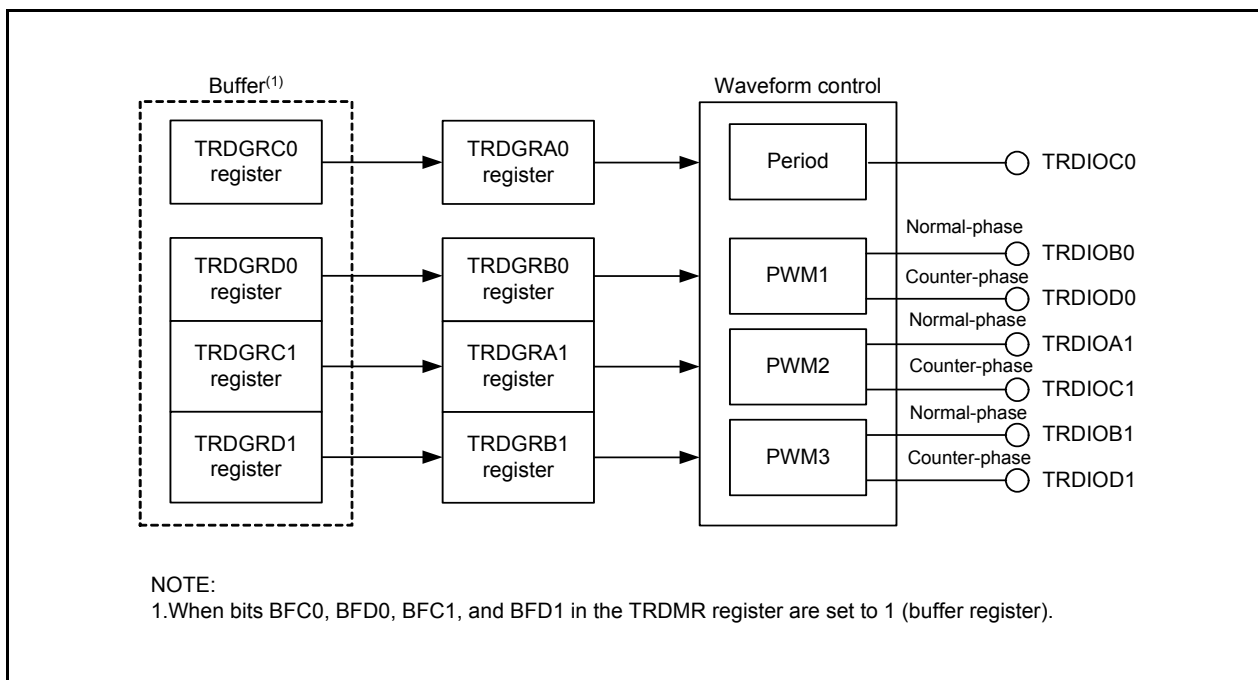 Buffer(1)
Waveform control
TRDGRC0
register
TRDGRA0
register
Period
TRDIOC0
TRDGRD0
register
TRDGRB0
register
PWM1
Normal-phase
TRDIOB0
Counter-phase
TRDIOD0
TRDGRC1
register
TRDGRA1
register
PWM2
Normal-phase
TRDIOA1
Counter-phase
TRDIOC1
TRDGRD1
register
TRDGRB1
register
PWM3
Normal-phase
TRDIOB1
Counter-phase
TRDIOD1
NOTE:
1.When bits BFC0, BFD0, BFC1, and BFD1 in the TRDMR register are set to 1 (buffer register).